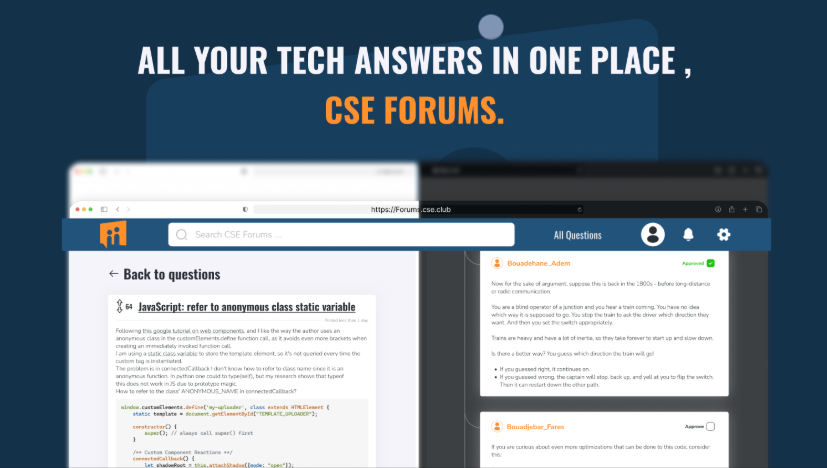 ALL YOUR TECH ANSWERS IN ONE PLACE ,
CSE FORUMS.
https://Forums.cse.club
Search CSE Forums ...
All Questions
Back to questions
64 JavaScript: refer to anonymous class static variable
Posted less than 1 day
Following this google tutorial on web components, and I like the way the author uses an
anonymous class in the customElements.define function call, as it avoids even more brackets when
creating an immediately invoked function call.
I am using a static class variable to store the template element, so it's not queried every time the
custom tag is instantiated.
The problem is in connectedCallback I don't know how to refer to class name since it is an
anonymous function. In python one could to type(self), but my research shows that typeof
this does not work in JS due to prototype magic.
How to refer to the class' ANONYMOUS_NAME in connectedCallback?
window.customElements.define('my-uploader', class extends HTMLElement {
static template = document.getElementById("TEMPLATE_UPLOADER");
constructor() {
super(); // always call super() first
}
/** Custom Component Reactions **/
connectedCallback() {
let shadowRoot = this.attachShadow({mode: "open"});
Bouadehane_Adem
Approved
Now for the sake of argument, suppose this is back in the 1800s - before long-distance
or radio communication.
You are a blind operator of a junction and you hear a train coming. You have no idea
which way it is supposed to go. You stop the train to ask the driver which direction they
want. And then you set the switch appropriately.
Trains are heavy and have a lot of inertia, so they take forever to start up and slow down.
Is there a better way? You guess which direction the train will go!
• If you guessed right, it continues on.
• If you guessed wrong, the captain will stop, back up, and yell at you to flip the switch.
Then it can restart down the other path.
Bouadjebar_Fares
Approve
If you are curious about even more optimizations that can be done to this code, consider
this: